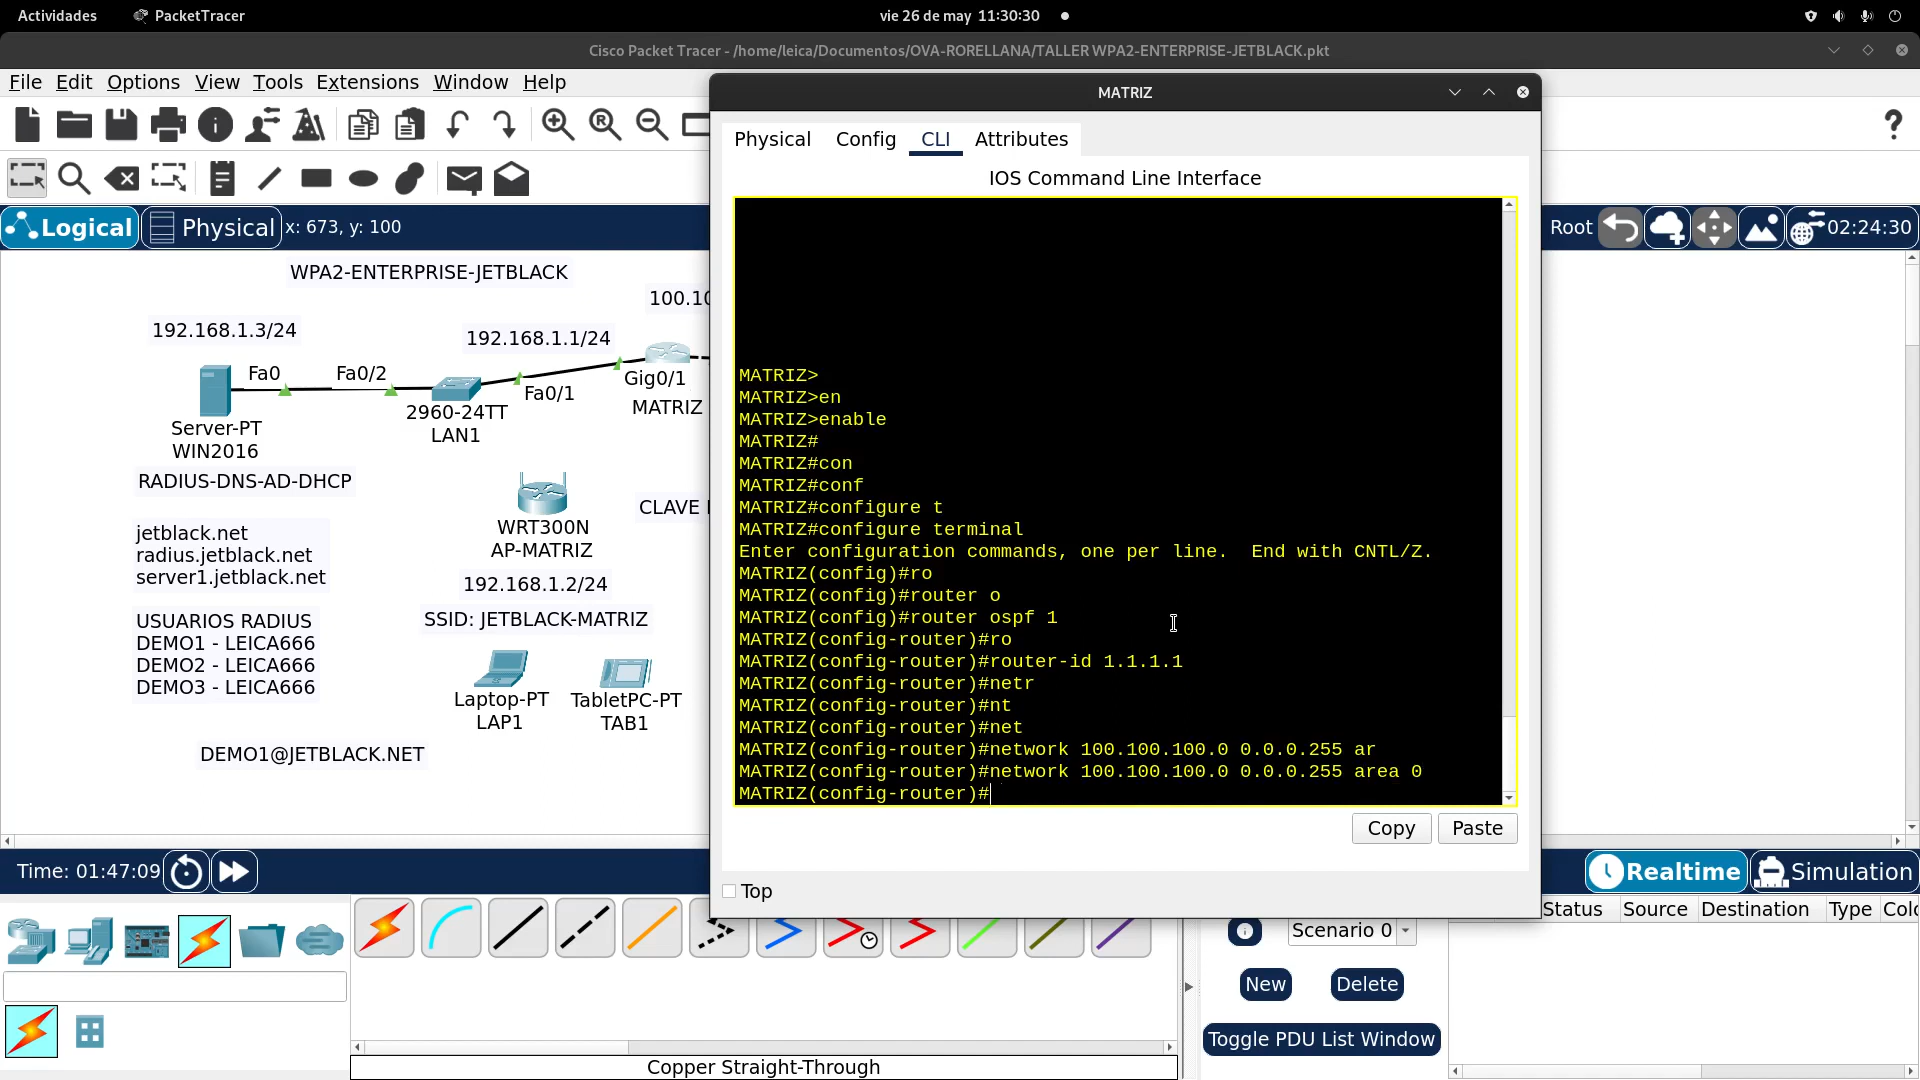 Actividades
PacketTracer
vie 26 de may 11:30:30
Cisco Packet Tracer - /home/leica/Documentos/OVA-RORELLANA/TALLER WPA2-ENTERPRISE-JETBLACK.pkt
File Edit Options View Tools Extensions Window Help
MATRIZ
Physical Config CLI Attributes
IOS Command Line Interface
Logical
Physical
x: 673, y: 100
Root
02:24:30
WPA2-ENTERPRISE-JETBLACK
100.10
192.168.1.3/24
192.168.1.1/24
Fa0
Fa0/2
Gig0/1
Fa0/1
MATRIZ
2960-24TT
LAN1
Server-PT
WIN2016
RADIUS-DNS-AD-DHCP
CLAVE
WRT300N
AP-MATRIZ
jetblack.net
radius.jetblack.net
server1.jetblack.net
192.168.1.2/24
SSID: JETBLACK-MATRIZ
USUARIOS RADIUS
DEMO1 - LEICA666
DEMO2 - LEICA666
DEMO3 - LEICA666
Laptop-PT
LAP1
TabletPC-PT
TAB1
DEMO1@JETBLACK.NET
MATRIZ>
MATRIZ>en
MATRIZ>enable
MATRIZ#
MATRIZ#con
MATRIZ#conf
MATRIZ#configure t
MATRIZ#configure terminal
Enter configuration commands, one per line.  End with CNTL/Z.
MATRIZ(config)#ro
MATRIZ(config)#router o
MATRIZ(config)#router ospf 1
MATRIZ(config-router)#ro
MATRIZ(config-router)#router-id 1.1.1.1
MATRIZ(config-router)#netr
MATRIZ(config-router)#nt
MATRIZ(config-router)#net
MATRIZ(config-router)#network 100.100.100.0 0.0.0.255 ar
MATRIZ(config-router)#network 100.100.100.0 0.0.0.255 area 0
MATRIZ(config-router)#
Copy
Paste
Top
Time: 01:47:09
Realtime
Simulation
Scenario 0
New
Delete
Toggle PDU List Window
Status Source Destination Type Colo
Copper Straight-Through